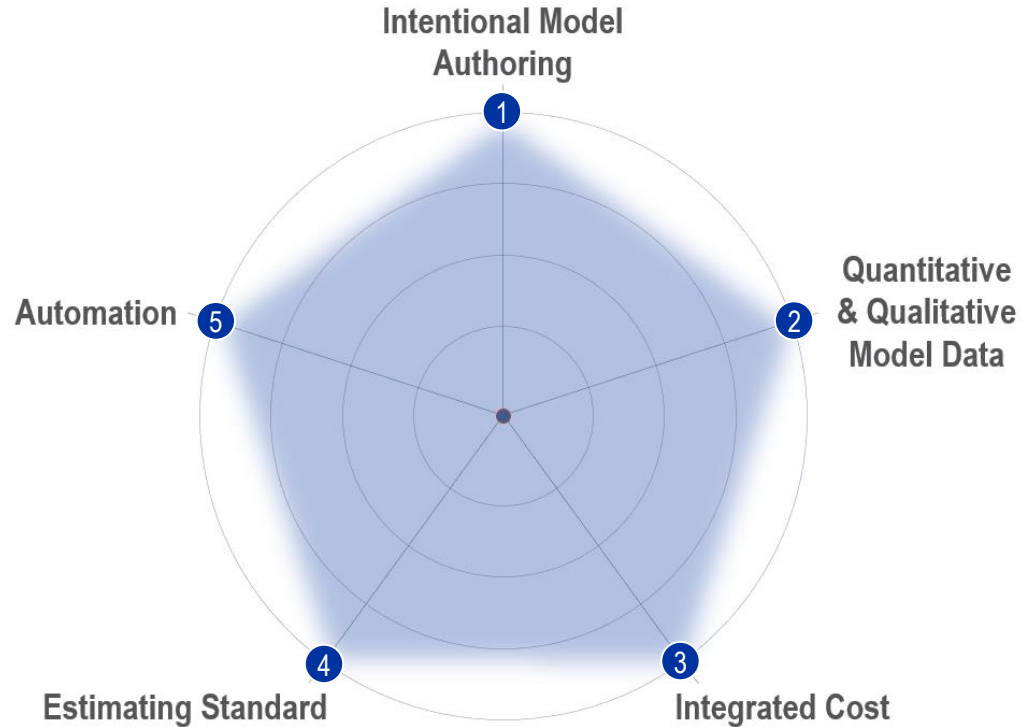 Intentional Model
Authoring
1
Quantitative
& Qualitative
Model Data
2
Automation
5
4
3
Estimating Standard
Integrated Cost